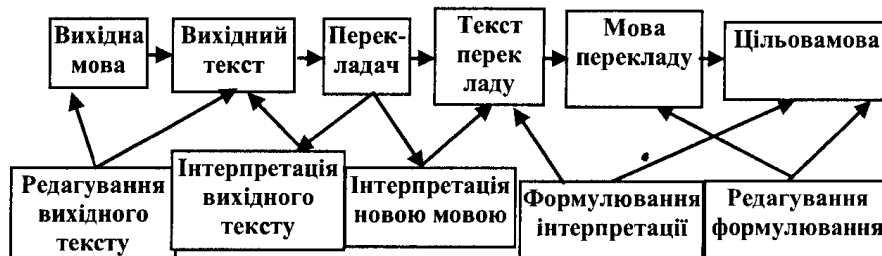 Вихідна
мова
Вихідний
текст
Перек-
ладач
Текст
перек
ладу
Мова
перекладу
Цільовамова
Редагування
вихідного
тексту
Інтерпретація
вихідного
тексту
Інтерпретація
новою мовою
Формулювання
інтерпретації
Редагування
формулювання